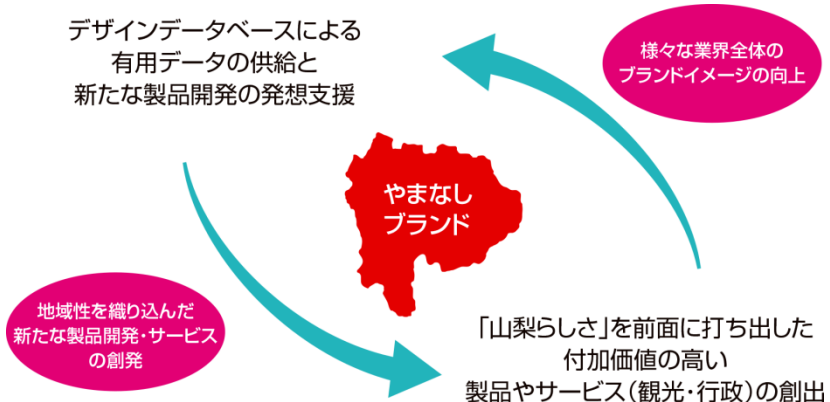 デザインデータベースによる
有用データの供給と
新たな製品開発の発想支援
様々な業界全体の
ブランドイメージの向上
やまなし
ブランド
地域性を織り込んだ
新たな製品開発・サービス
の創発
「山梨らしさ」を前面に打ち出した
付加価値の高い
製品やサービス(観光・行政)の創出